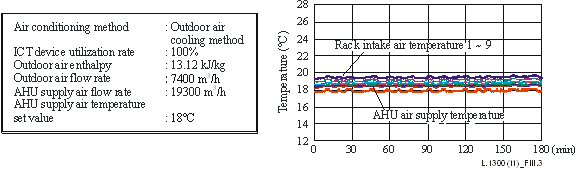 Air conditioning method : Outdoor air
cooling method
ICT device utilization rate : 100%
Outdoor air enthalpy : 13.12 kJ/kg
Outdoor air flow rate : 7400 m³/h
AHU supply air flow rate : 19300 m³/h
AHU supply air temperature
set value : 18°C
Temperature (°C)
28
26
24
22
20
18
16
14
12
Rack intake air temperature 1 ~ 9
AHU air supply temperature
0 30 60 90 120 150 180 (min)
L.1300(11)_FIII.3